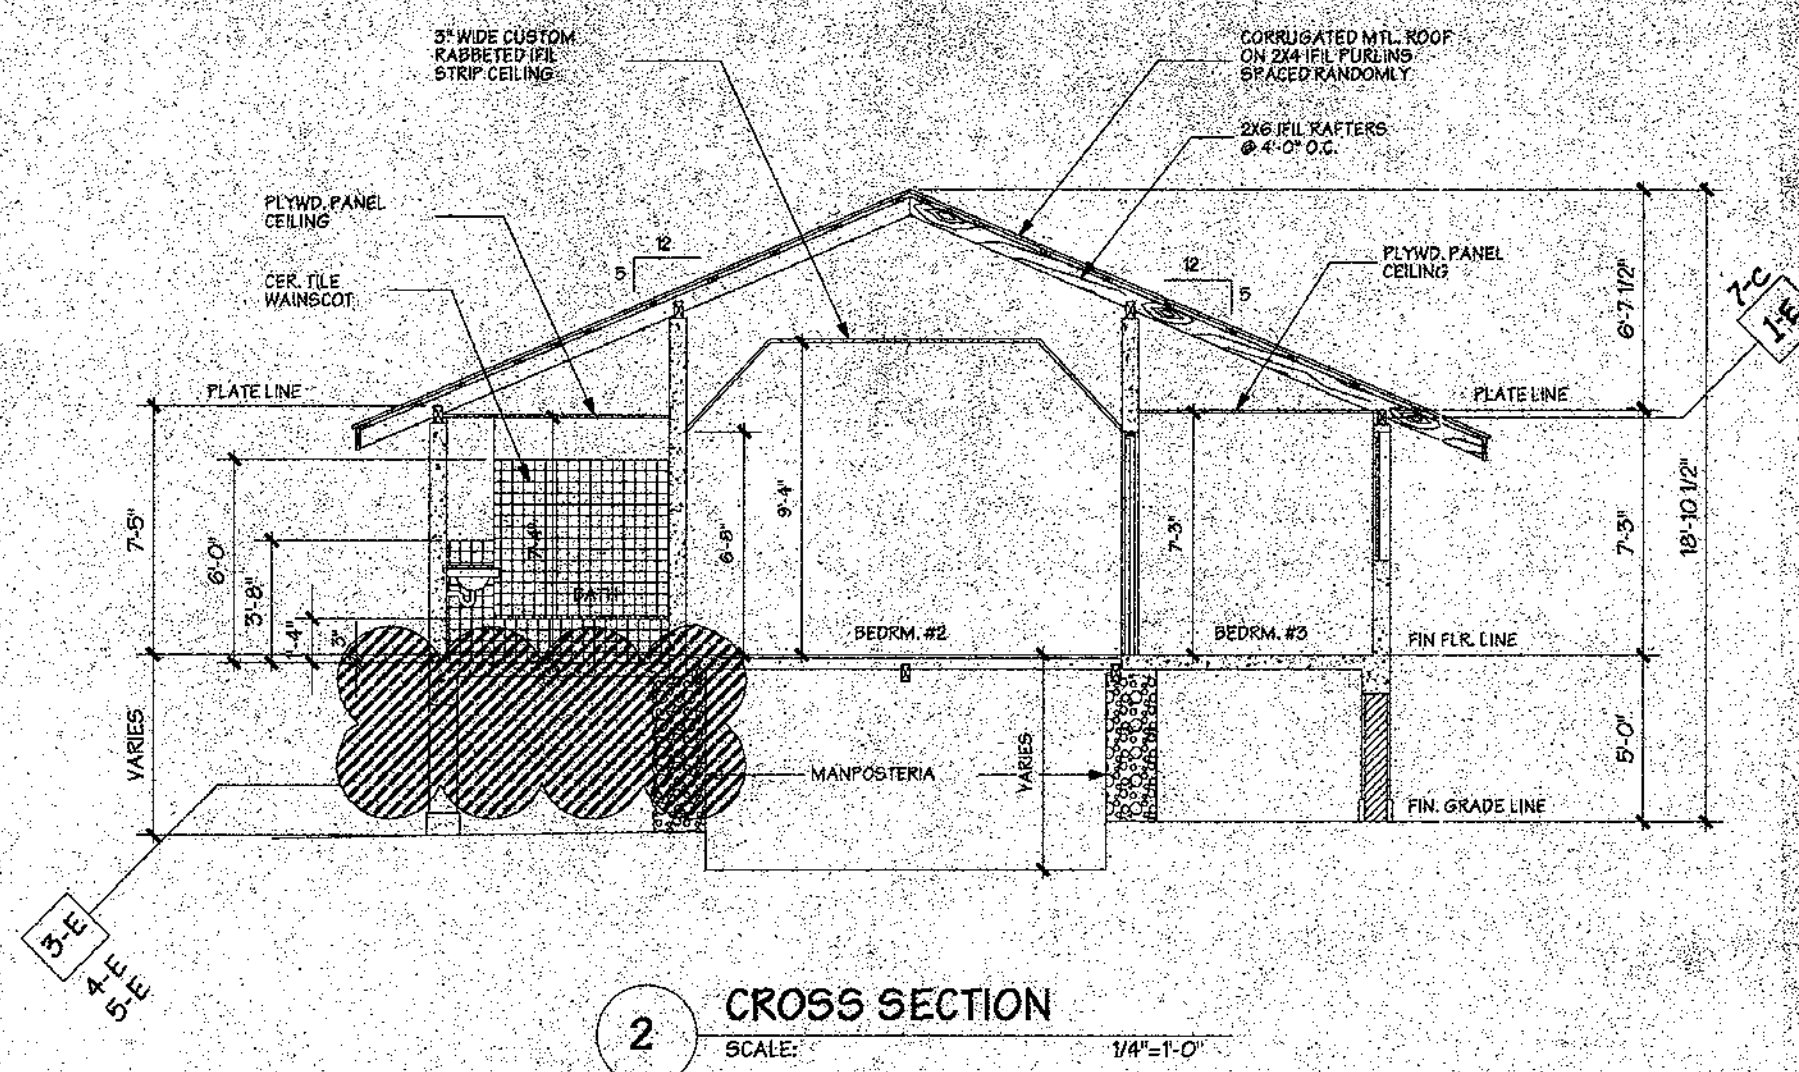 3" WIDE CUSTOM
RABBETED IFIL
STRIP CEILING
CORRUGATED MTL. ROOF
ON 2X4 IFIL PURLINS
SPACED RANDOMLY
2X6 IFIL RAFTERS
@ 4'-0" O.C.
PLYWD. PANEL
CEILING
CER. TILE
WAINSCOT
12
5
12
5
PLYWD. PANEL
CEILING
6'-7 1/2"
7-C
1-E
PLATE LINE
PLATE LINE
7'-5"
6'-0"
3'-8"
1'-4"
3"
7'-4"
BATH
6'-8"
9'-4"
7'-3"
7'-3"
18'-10 1/2"
BEDRM. #2
BEDRM. #3
FIN FLR. LINE
VARIES
MANPOSTERIA
VARIES
5'-0"
FIN. GRADE LINE
3-E
4-E
5-E
2
CROSS SECTION
SCALE:
1/4"=1'-0"